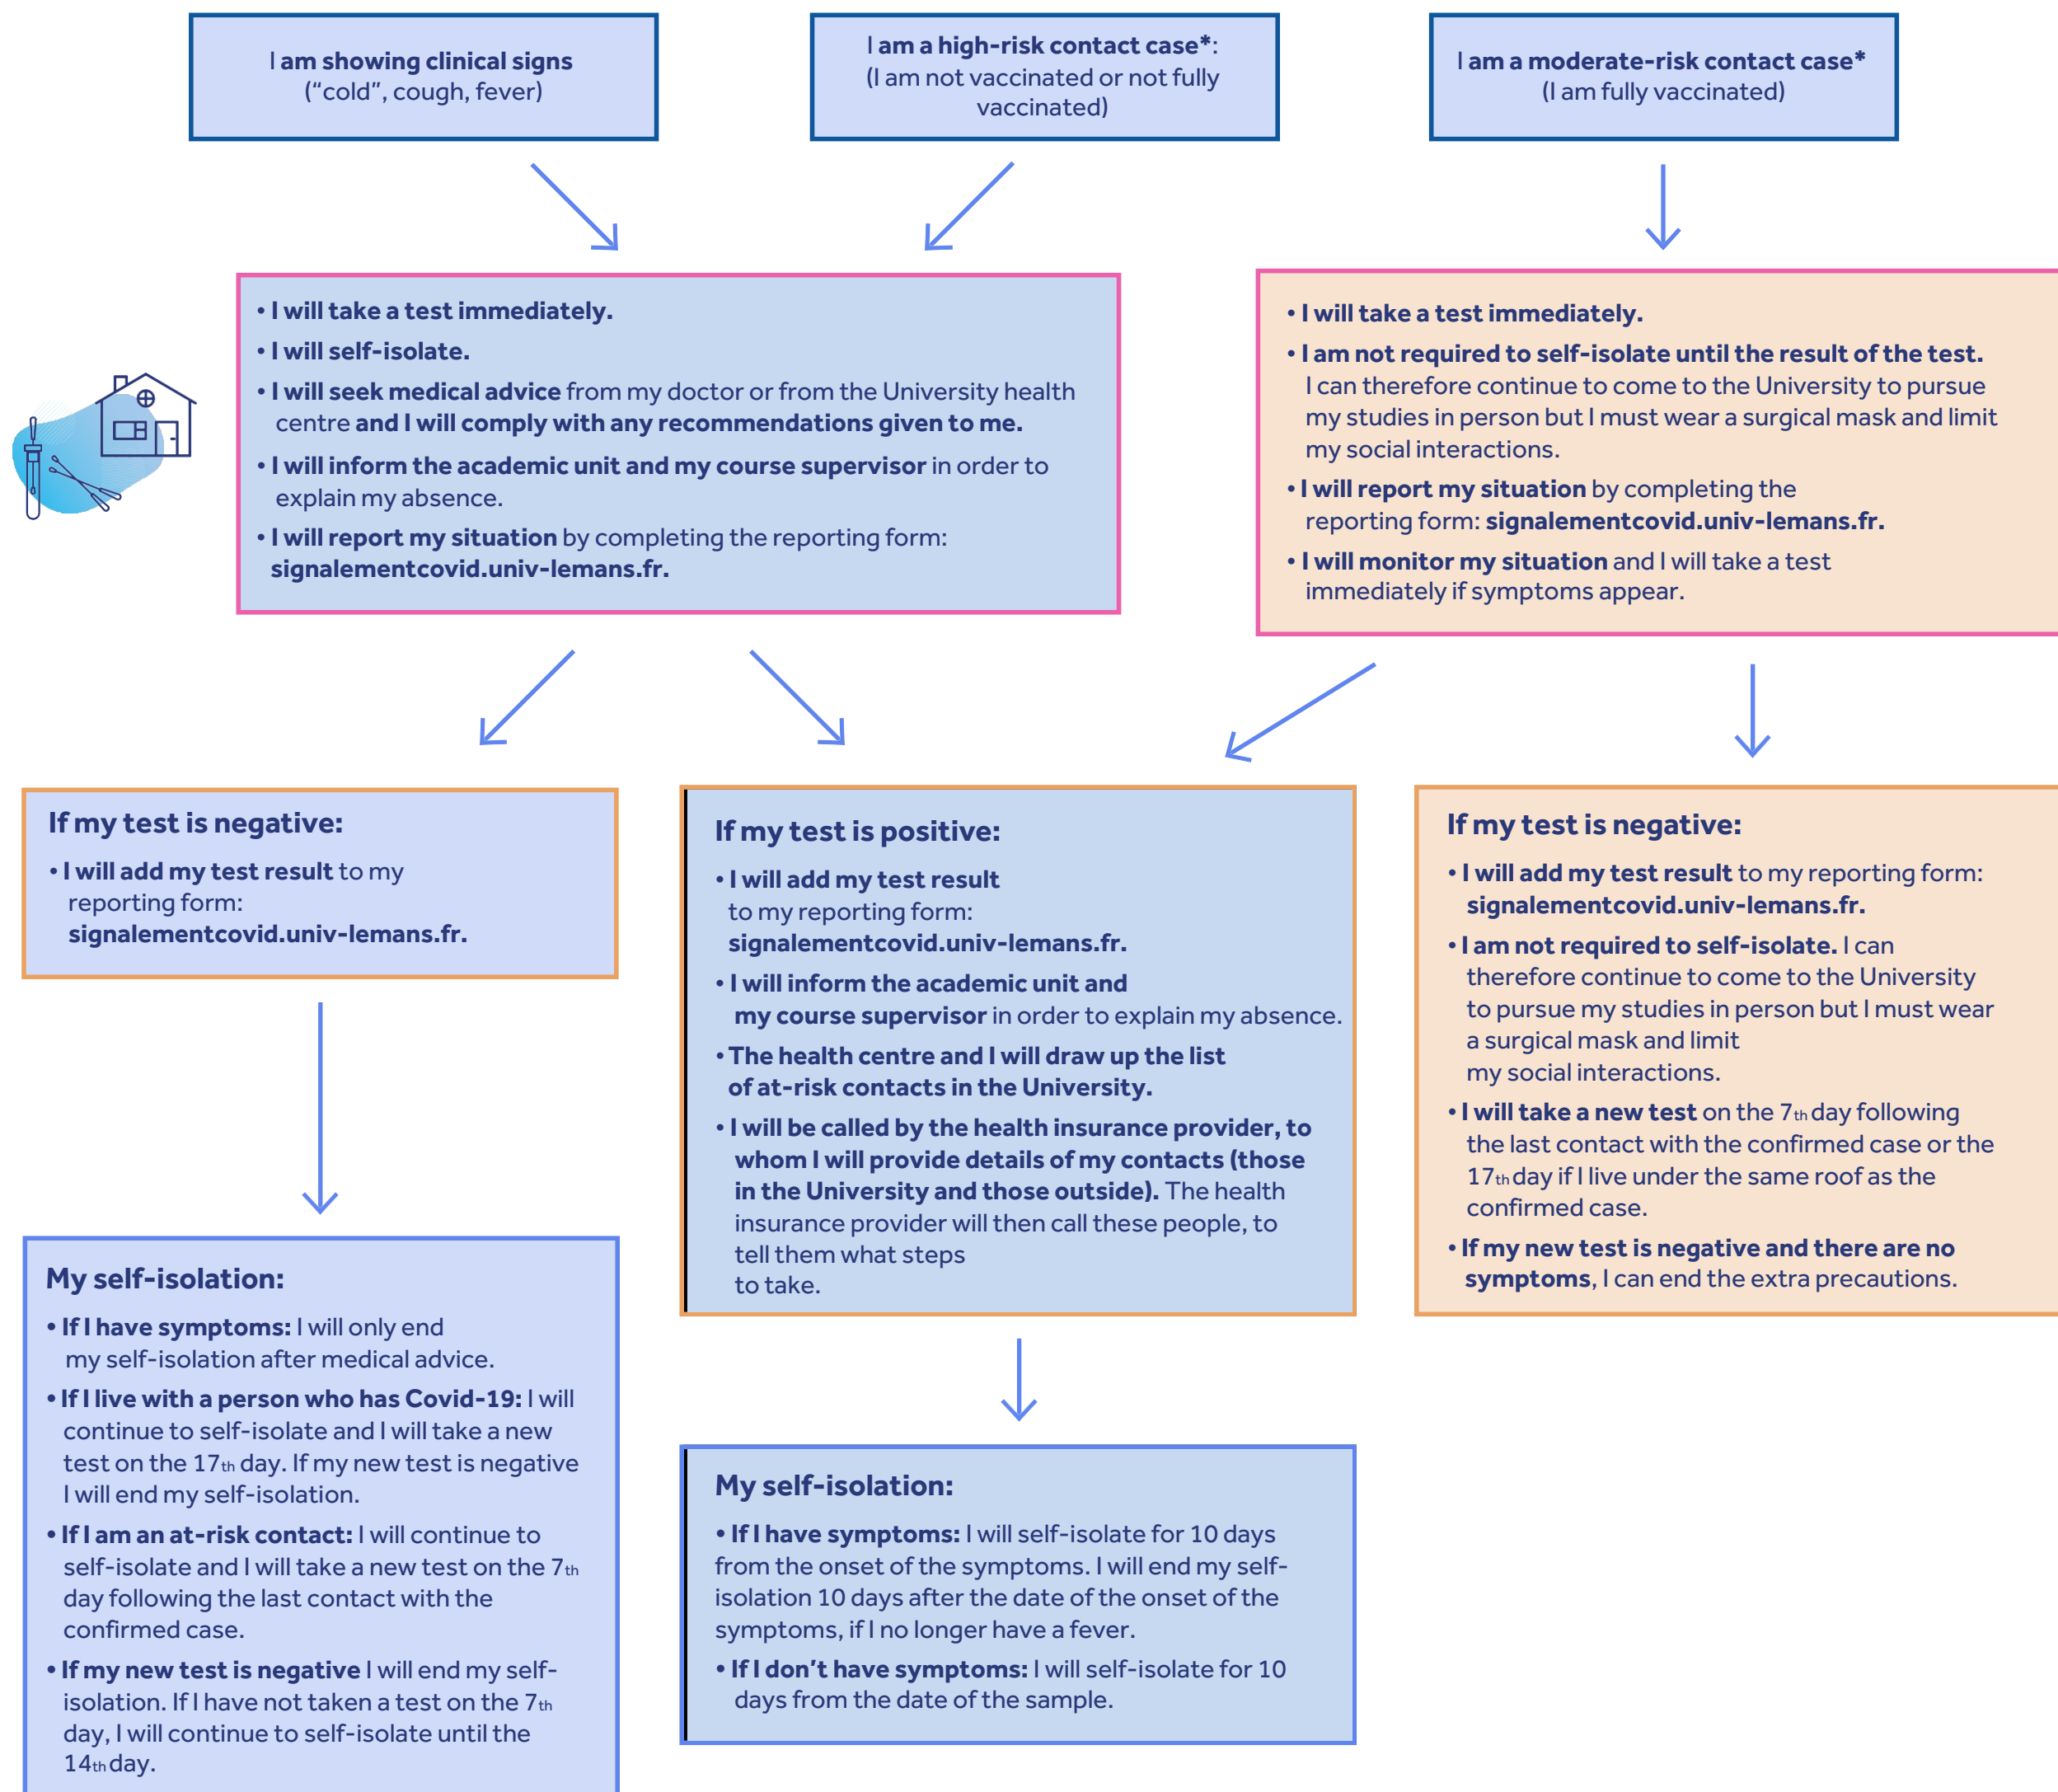 I am showing clinical signs
(“cold”, cough, fever)
I am a high-risk contact case*:
(I am not vaccinated or not fully
vaccinated)
I am a moderate-risk contact case*
(I am fully vaccinated)
• I will take a test immediately.
• I will self-isolate.
• I will seek medical advice from my doctor or from the University health
centre and I will comply with any recommendations given to me.
• I will inform the academic unit and my course supervisor in order to
explain my absence.
• I will report my situation by completing the reporting form:
signalementcovid.univ-lemans.fr.
• I will take a test immediately.
• I am not required to self-isolate until the result of the test.
I can therefore continue to come to the University to pursue
my studies in person but I must wear a surgical mask and limit
my social interactions.
• I will report my situation by completing the
reporting form: signalementcovid.univ-lemans.fr.
• I will monitor my situation and I will take a test
immediately if symptoms appear.
If my test is negative:
• I will add my test result to my
reporting form:
signalementcovid.univ-lemans.fr.
If my test is positive:
• I will add my test result
to my reporting form:
signalementcovid.univ-lemans.fr.
• I will inform the academic unit and
my course supervisor in order to explain my absence.
• The health centre and I will draw up the list
of at-risk contacts in the University.
• I will be called by the health insurance provider, to
whom I will provide details of my contacts (those
in the University and those outside). The health
insurance provider will then call these people, to
tell them what steps
to take.
If my test is negative:
• I will add my test result to my reporting form:
signalementcovid.univ-lemans.fr.
• I am not required to self-isolate. I can
therefore continue to come to the University
to pursue my studies in person but I must wear
a surgical mask and limit
my social interactions.
• I will take a new test on the 7th day following
the last contact with the confirmed case or the
17th day if I live under the same roof as the
confirmed case.
• If my new test is negative and there are no
symptoms, I can end the extra precautions.
My self-isolation:
• If I have symptoms: I will only end
my self-isolation after medical advice.
• If I live with a person who has Covid-19: I will
continue to self-isolate and I will take a new
test on the 17th day. If my new test is negative
I will end my self-isolation.
• If I am an at-risk contact: I will continue to
self-isolate and I will take a new test on the 7th
day following the last contact with the
confirmed case.
• If my new test is negative I will end my self-
isolation. If I have not taken a test on the 7th
day, I will continue to self-isolate until the
14th day.
My self-isolation:
• If I have symptoms: I will self-isolate for 10 days
from the onset of the symptoms. I will end my self-
isolation 10 days after the date of the onset of the
symptoms, if I no longer have a fever.
• If I don’t have symptoms: I will self-isolate for 10
days from the date of the sample.